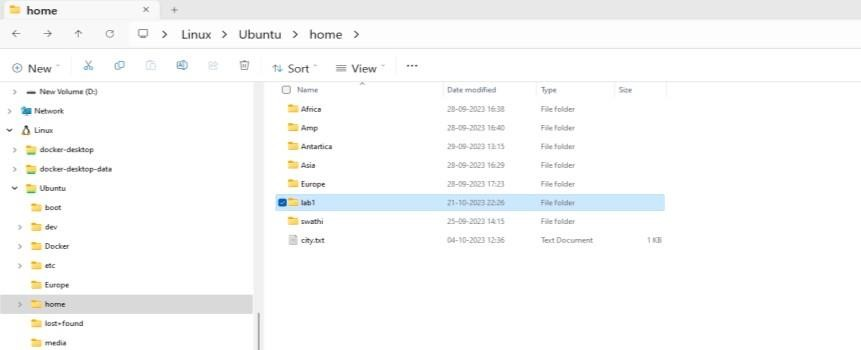 home
Linux > Ubuntu > home >
New Sort View ...
New Volume (D:)
Network
Linux
docker-desktop
docker-desktop-data
Ubuntu
boot
dev
Docker
etc
Europe
home
lost+found
media
Name Date modified Type Size
Africa 28-09-2023 16:38 File folder
Amp 28-09-2023 16:40 File folder
Antartica 29-09-2023 13:15 File folder
Asia 28-09-2023 16:29 File folder
Europe 28-09-2023 17:23 File folder
lab1 21-10-2023 22:26 File folder
swathi 25-09-2023 14:15 File folder
city.txt 04-10-2023 12:36 Text Document 1 KB